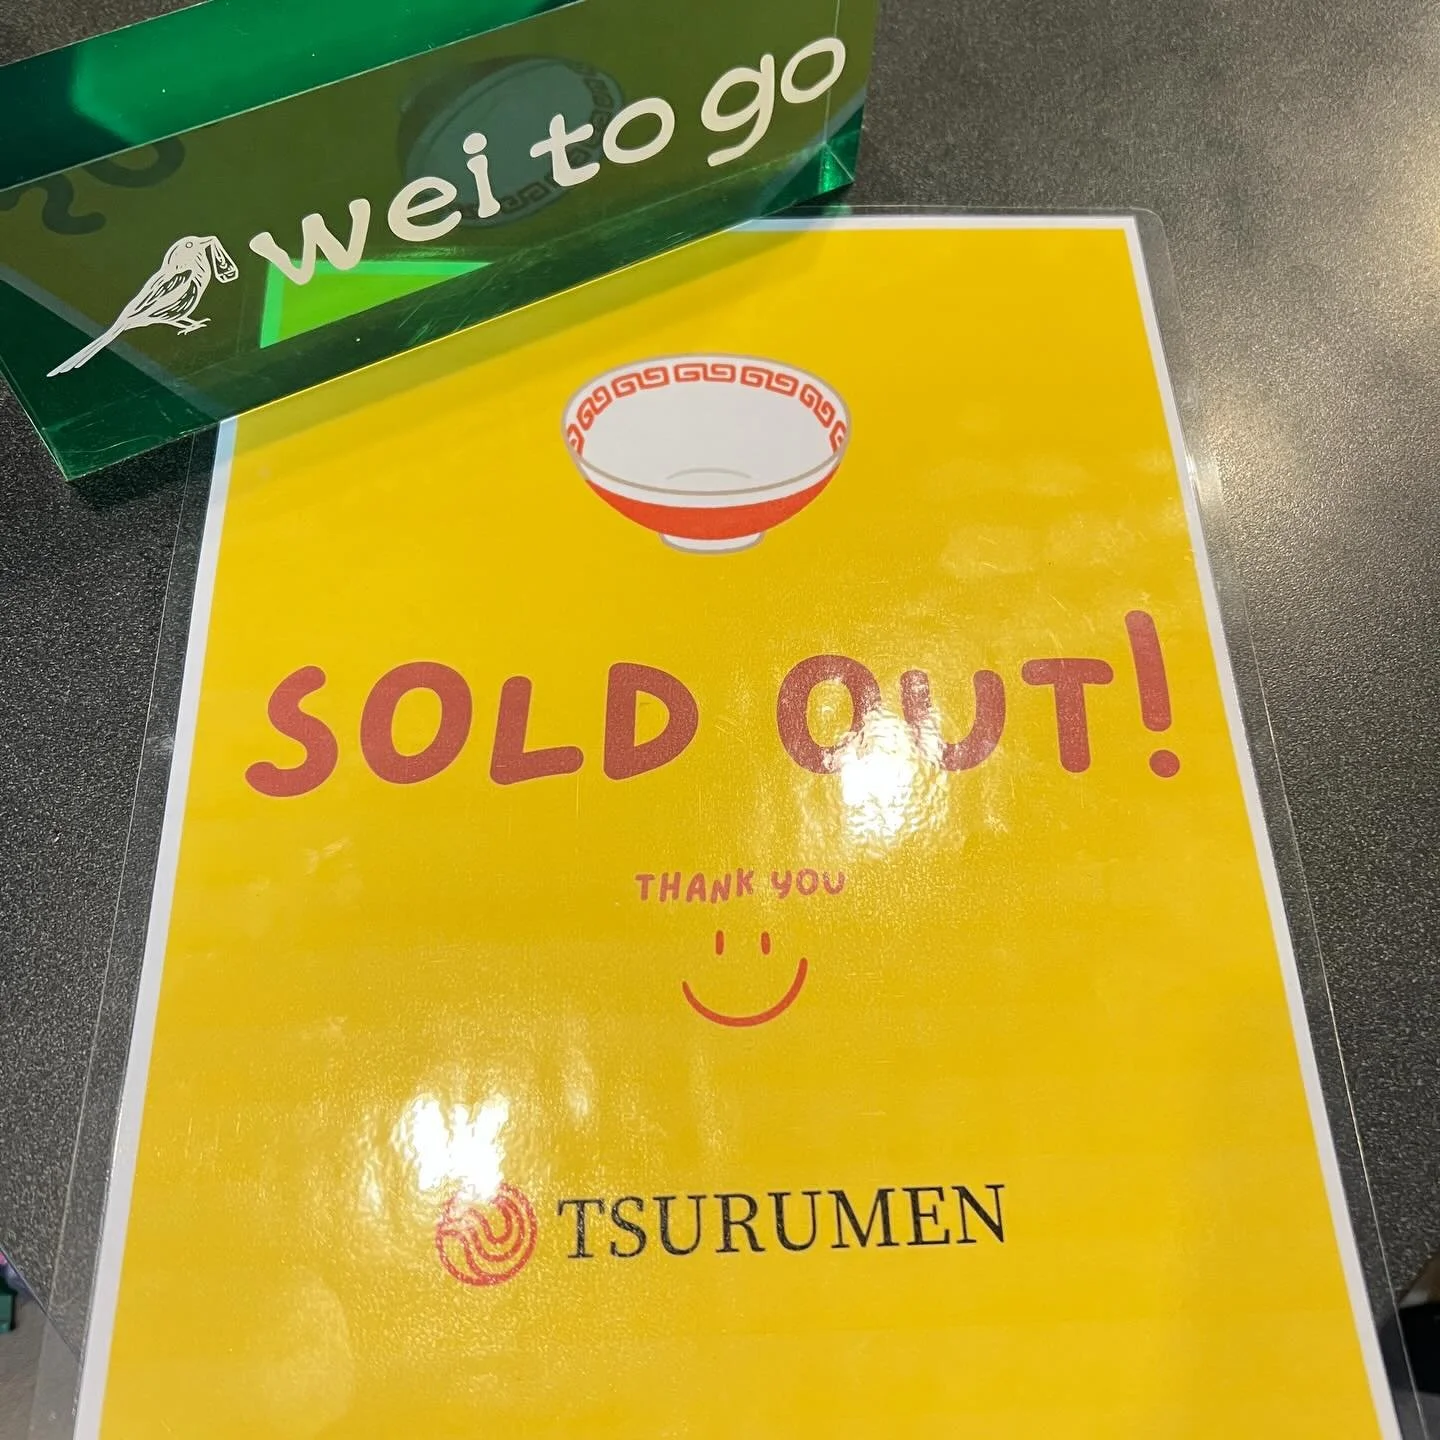 wei to go
SOLD OUT!
THANK YOU
TSURUMEN